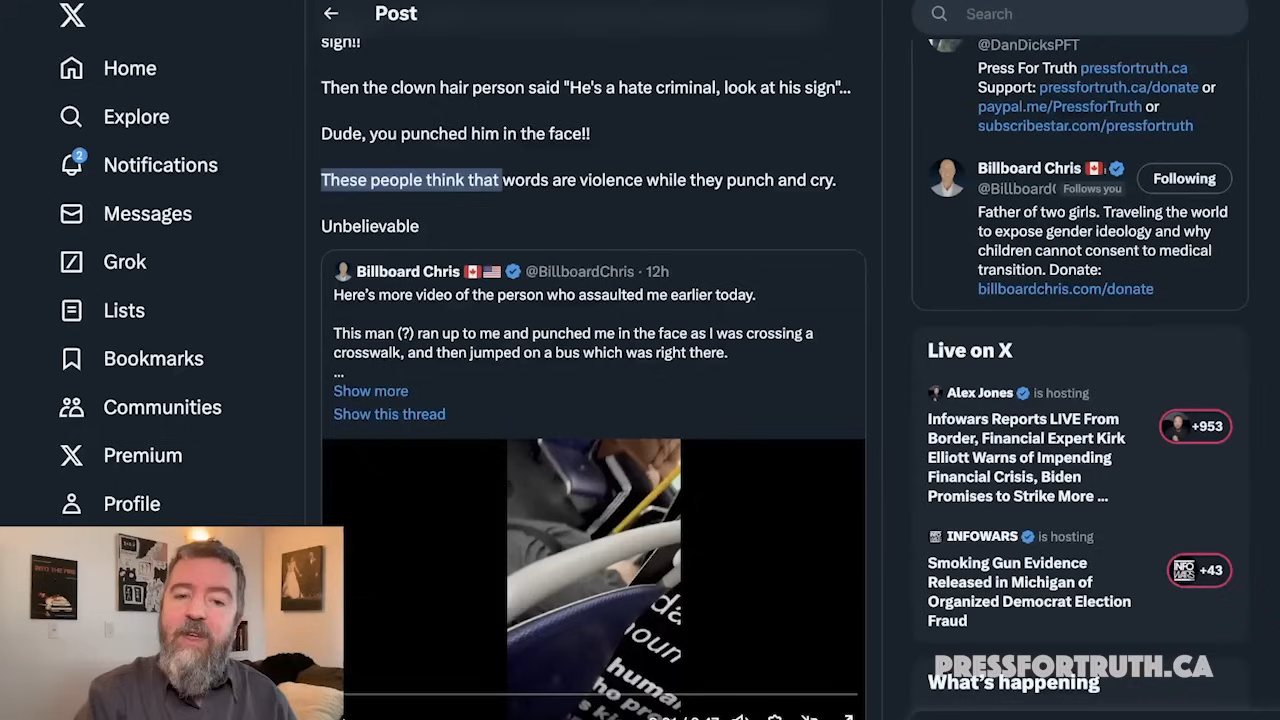 Post
Search
Home
Explore
2
Notifications
Messages
Grok
Lists
Bookmarks
Communities
Premium
Profile
sign!!
Then the clown hair person said "He's a hate criminal, look at his sign"...
Dude, you punched him in the face!!
These people think that words are violence while they punch and cry.
Unbelievable
Billboard Chris @BillboardChris · 12h
Here's more video of the person who assaulted me earlier today.
This man (?) ran up to me and punched me in the face as I was crossing a
crosswalk, and then jumped on a bus which was right there.
...
Show more
Show this thread
noun
huma
INTO THE FIRE
@DanDicksPFT
Press For Truth pressfortruth.ca
Support: pressfortruth.ca/donate or
paypal.me/PressforTruth or
subscribestar.com/pressfortruth
Billboard Chris
@Billboard Follows you
Following
Father of two girls. Traveling the world
to expose gender ideology and why
children cannot consent to medical
transition. Donate:
billboardchris.com/donate
Live on X
Alex Jones is hosting
Infowars Reports LIVE From
Border, Financial Expert Kirk
Elliott Warns of Impending
Financial Crisis, Biden
Promises to Strike More ...
+953
INFOWARS is hosting
Smoking Gun Evidence
Released in Michigan of
Organized Democrat Election
Fraud
INFO WARS
+43
PRESSFORTRUTH.CA
What's happening